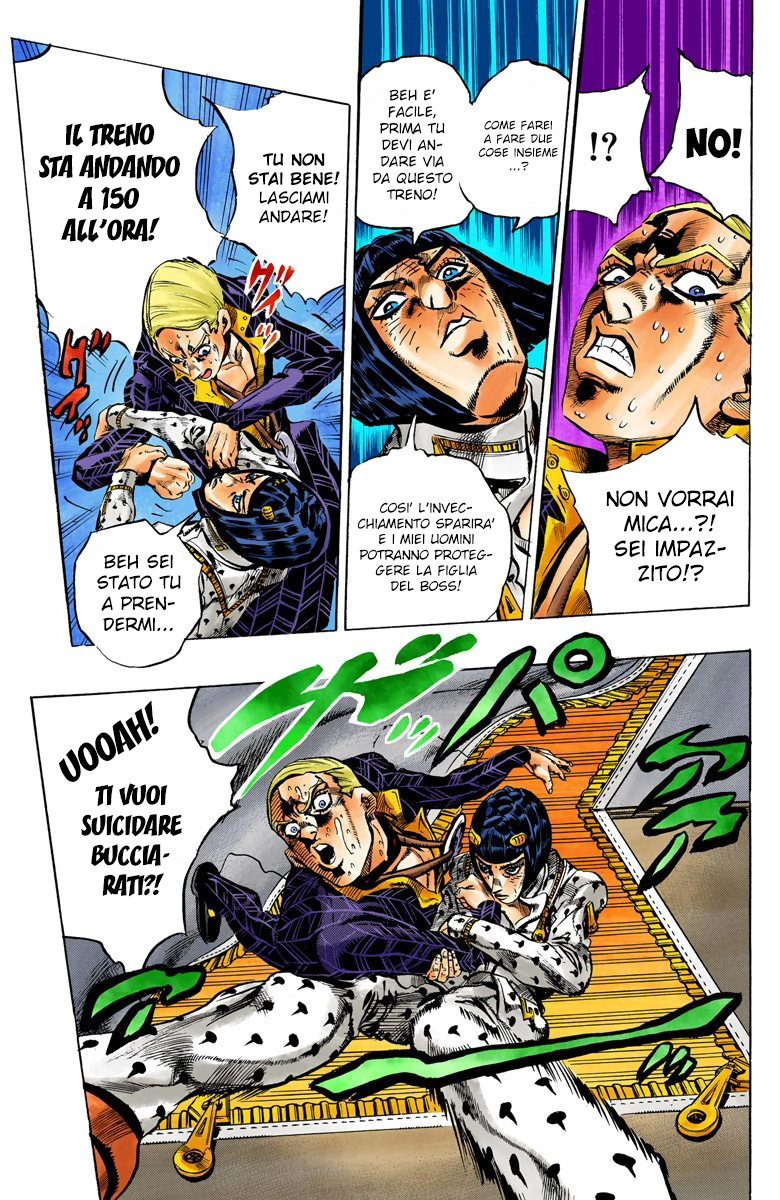 NO!
!?
NON VORRAI
MICA...?!
SEI IMPAZ-
ZITO!?
COME FAREI
A FARE DUE
COSE INSIEME
...?
BEH E'
FACILE,
PRIMA TU
DEVI AN-
DARE VIA
DA QUESTO
TRENO!
COSI' L'INVEC-
CHIAMENTO SPARIRA'
E I MIEI UOMINI
POTRANNO PROTEG-
GERE LA FIGLIA
DEL BOSS!
TU NON
STAI BENE!
LASCIAMI
ANDARE!
IL TRENO
STA ANDANDO
A 150
ALL'ORA!
BEH SEI
STATO TU
A PREN-
DERMI...
UOOAH!
TI VUOI
SUICIDARE
BUCCIA-
RATI?!